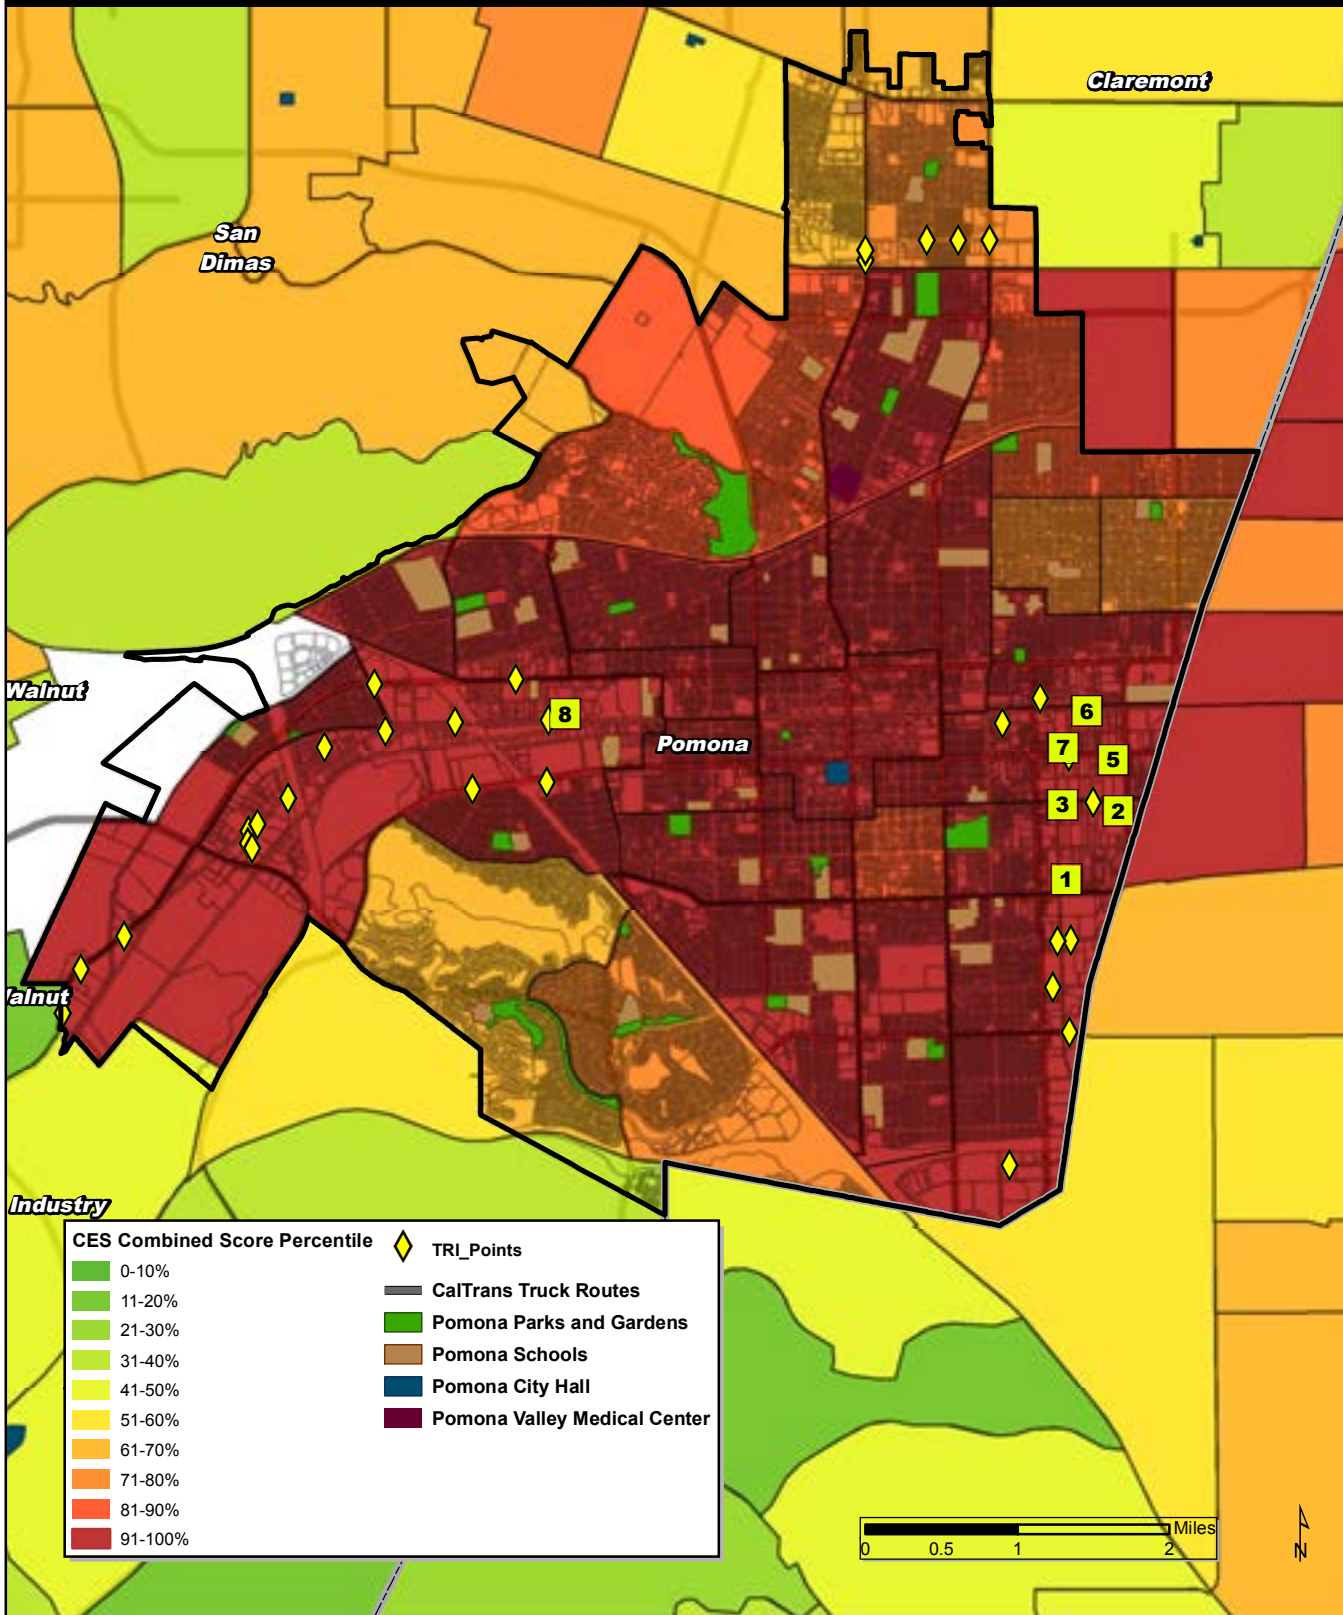 Claremont
San
Dimas
Walnut
8
Pomona
6
7
5
3
2
1
alnut
Industry
CES Combined Score Percentile
0-10%
11-20%
21-30%
31-40%
41-50%
51-60%
61-70%
71-80%
81-90%
91-100%
TRI_Points
CalTrans Truck Routes
Pomona Parks and Gardens
Pomona Schools
Pomona City Hall
Pomona Valley Medical Center
Miles
0 0.5 1 2
N